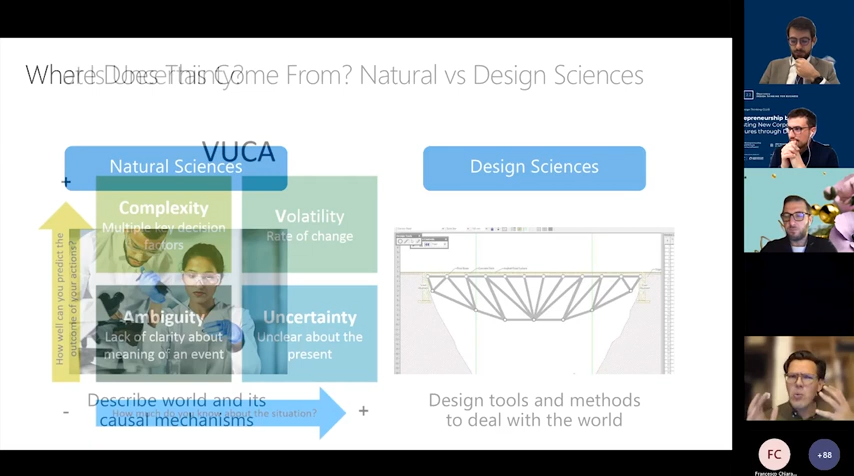 What Is Uncertainty?
Where Does This Come From? Natural vs Design Sciences
VUCA
Natural Sciences
Design Sciences
+
Complexity
Multiple key decision
factors
Volatility
Rate of change
How well can you predict the
outcome of your actions?
Ambiguity
Lack of clarity about
meaning of an event
Uncertainty
Unclear about the
present
Describe world and its
causal mechanisms
- How much do you know about the situation? +
Design tools and methods
to deal with the world
FC
+88